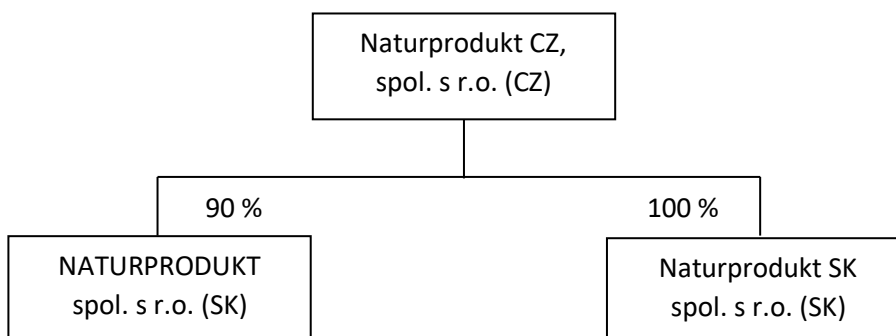 Naturprodukt CZ,
spol. s r.o. (CZ)
90 %
100 %
NATURPRODUKT
spol. s r.o. (SK)
Naturprodukt SK
spol. s r.o. (SK)